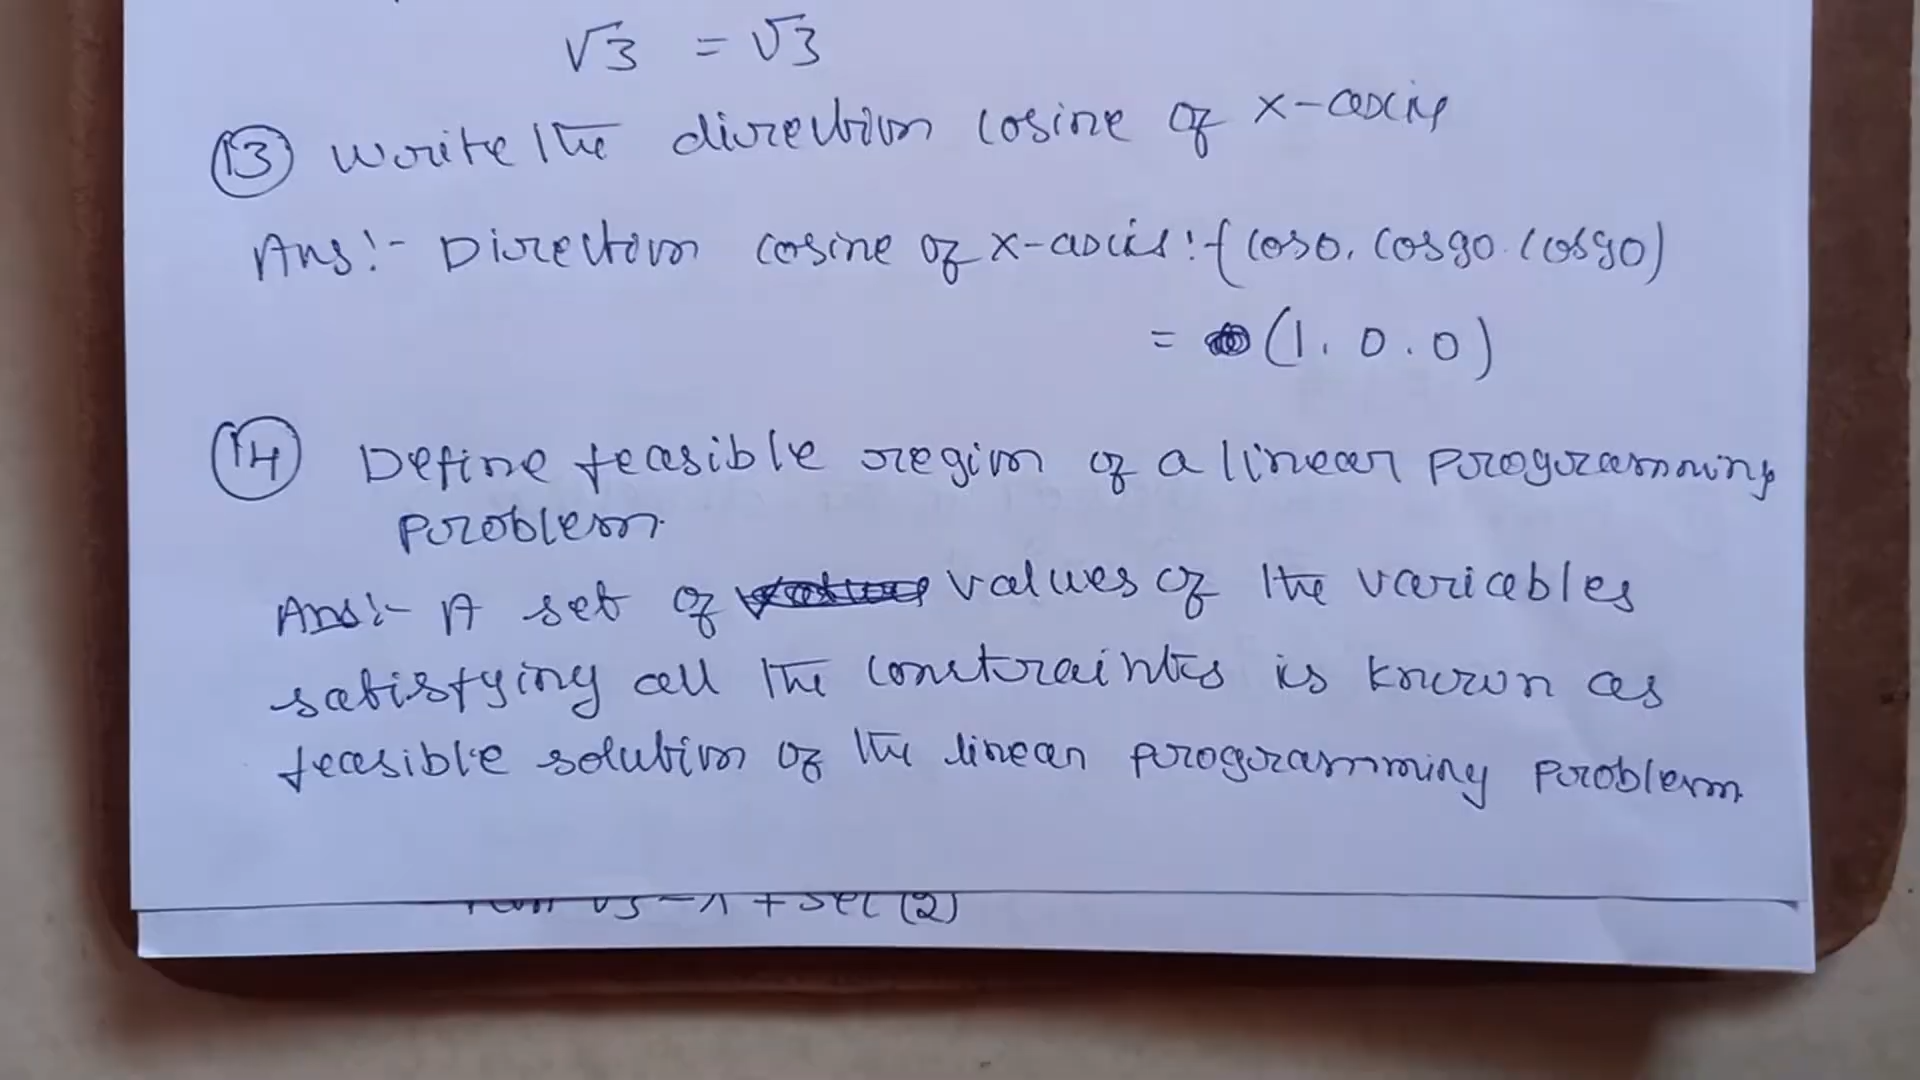 √3 = √3
13 Write the direction cosine of x-axis
Ans:- Direction cosine of x-axis:-(cos0, cos90. cos90)
= (1, 0.0)
14 Define feasible region of a linear programming
problem.
Ans:- A set of values of the variables
satisfying all the constraints is known as
feasible solution of the linear programming problem.
+ sec (2)